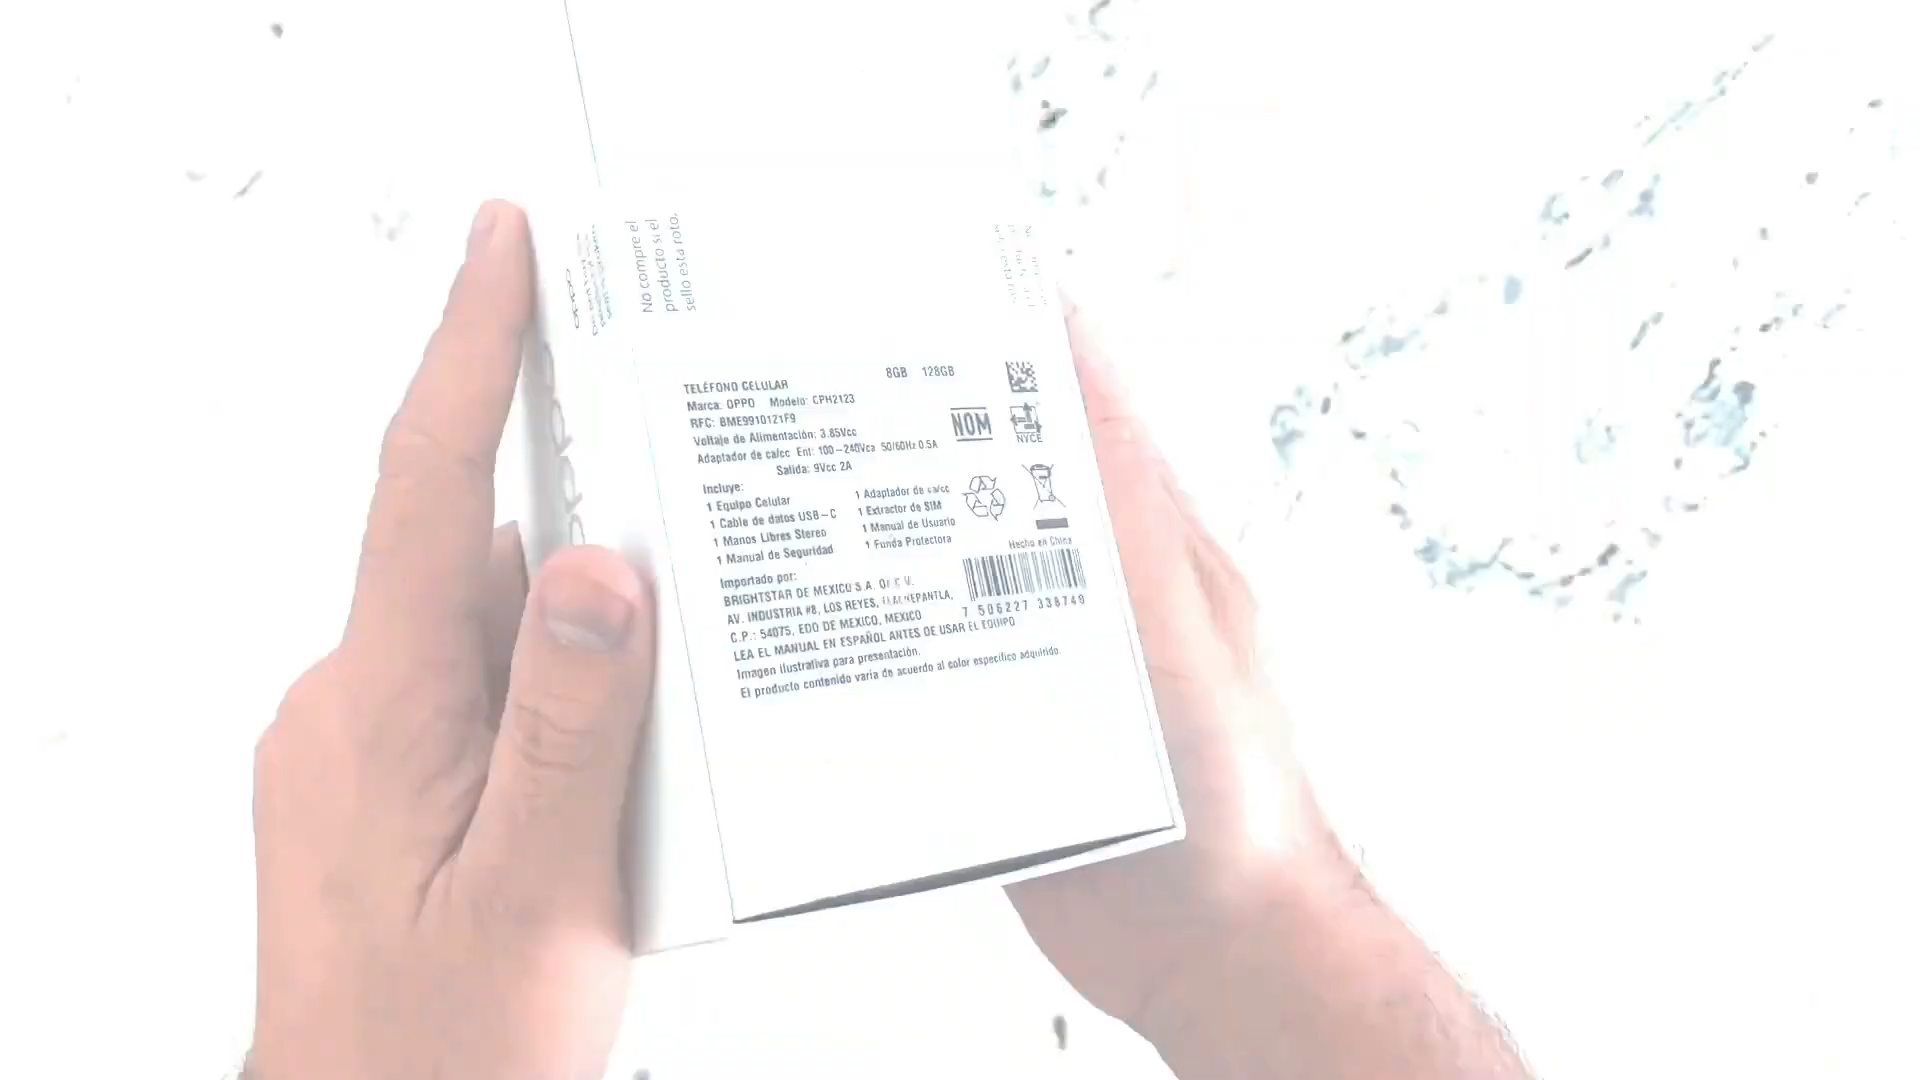 No compre el
producto si el
sello esta roto.
oppo
TELÉFONO CELULAR
8GB 128GB
Marca: OPPO Modelo: CPH2123
RFC: BME9910121F9
Voltaje de Alimentación: 3.85Vcc
Adaptador de ca/cc Ent: 100-240Vca 50/60Hz 0.5A
Salida: 9Vcc 2A
NOM
NYCE
Incluye:
1 Equipo Celular
1 Cable de datos USB-C
1 Manos Libres Stereo
1 Manual de Seguridad
1 Adaptador de ca/cc
1 Extractor de SIM
1 Manual de Usuario
1 Funda Protectora
Hecho en China
7 506227 338748
Importado por:
BRIGHTSTAR DE MEXICO S.A. DE C.V.
AV. INDUSTRIA #8, LOS REYES, TLALNEPANTLA,
C.P.: 54075, EDO DE MEXICO, MEXICO
LEA EL MANUAL EN ESPAÑOL ANTES DE USAR EL EQUIPO
Imagen ilustrativa para presentación.
El producto contenido varia de acuerdo al color especifico adquirido.